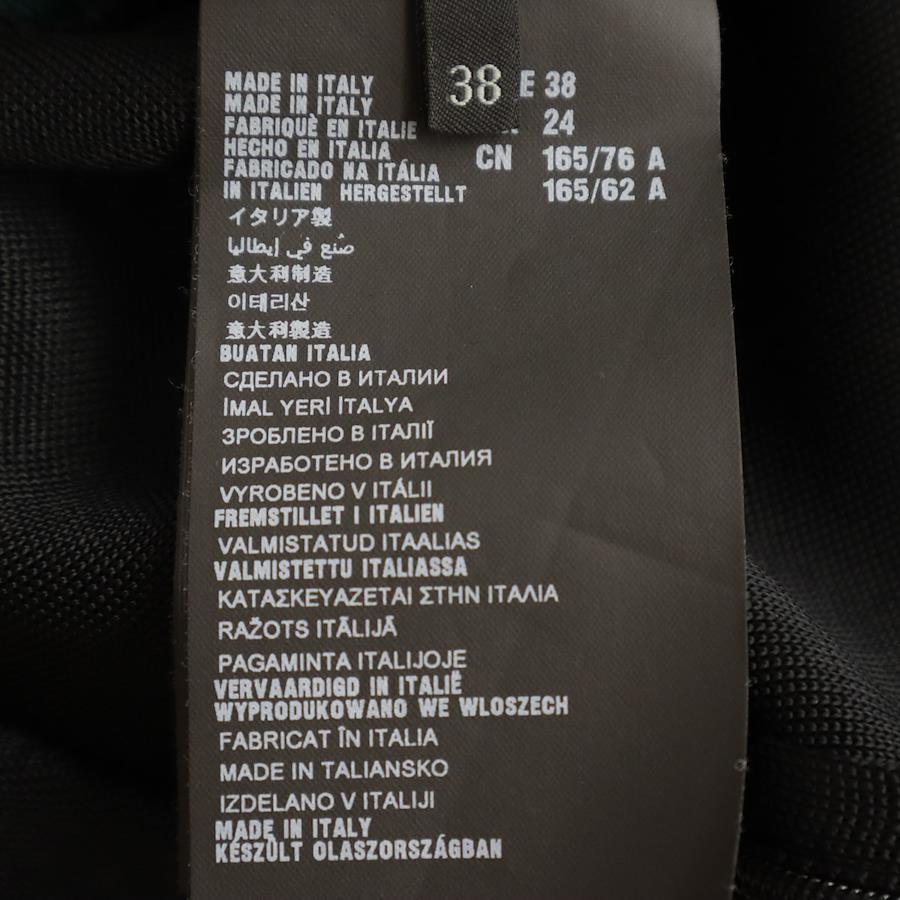 38
E 38
24
CN 165/76 A
165/62 A
MADE IN ITALY
MADE IN ITALY
FABRIQUÈ EN ITALIE
HECHO EN ITALIA
FABRICADO NA ITÁLIA
IN ITALIEN HERGESTELLT
イタリア製
صُنع في إيطاليا
意大利制造
이테리산
意大利製造
BUATAN ITALIA
СДЕЛАНО В ИТАЛИИ
İMAL YERİ İTALYA
ЗРОБЛЕНО В ІТАЛІЇ
ИЗРАБОТЕНО В ИТАЛИЯ
VYROBENO V ITÁLII
FREMSTILLET I ITALIEN
VALMISTATUD ITAALIAS
VALMISTETTU ITALIASSA
ΚΑΤΑΣΚΕΥΑΖΕΤΑΙ ΣΤΗΝ ΙΤΑΛΙΑ
RAŽOTS ITĀLIJĀ
PAGAMINTA ITALIJOJE
VERVAARDIGD IN ITALIË
WYPRODUKOWANO WE WLOSZECH
FABRICAT ÎN ITALIA
MADE IN TALIANSKO
IZDELANO V ITALIJI
MADE IN ITALY
KÉSZÜLT OLASZORSZÁGBAN